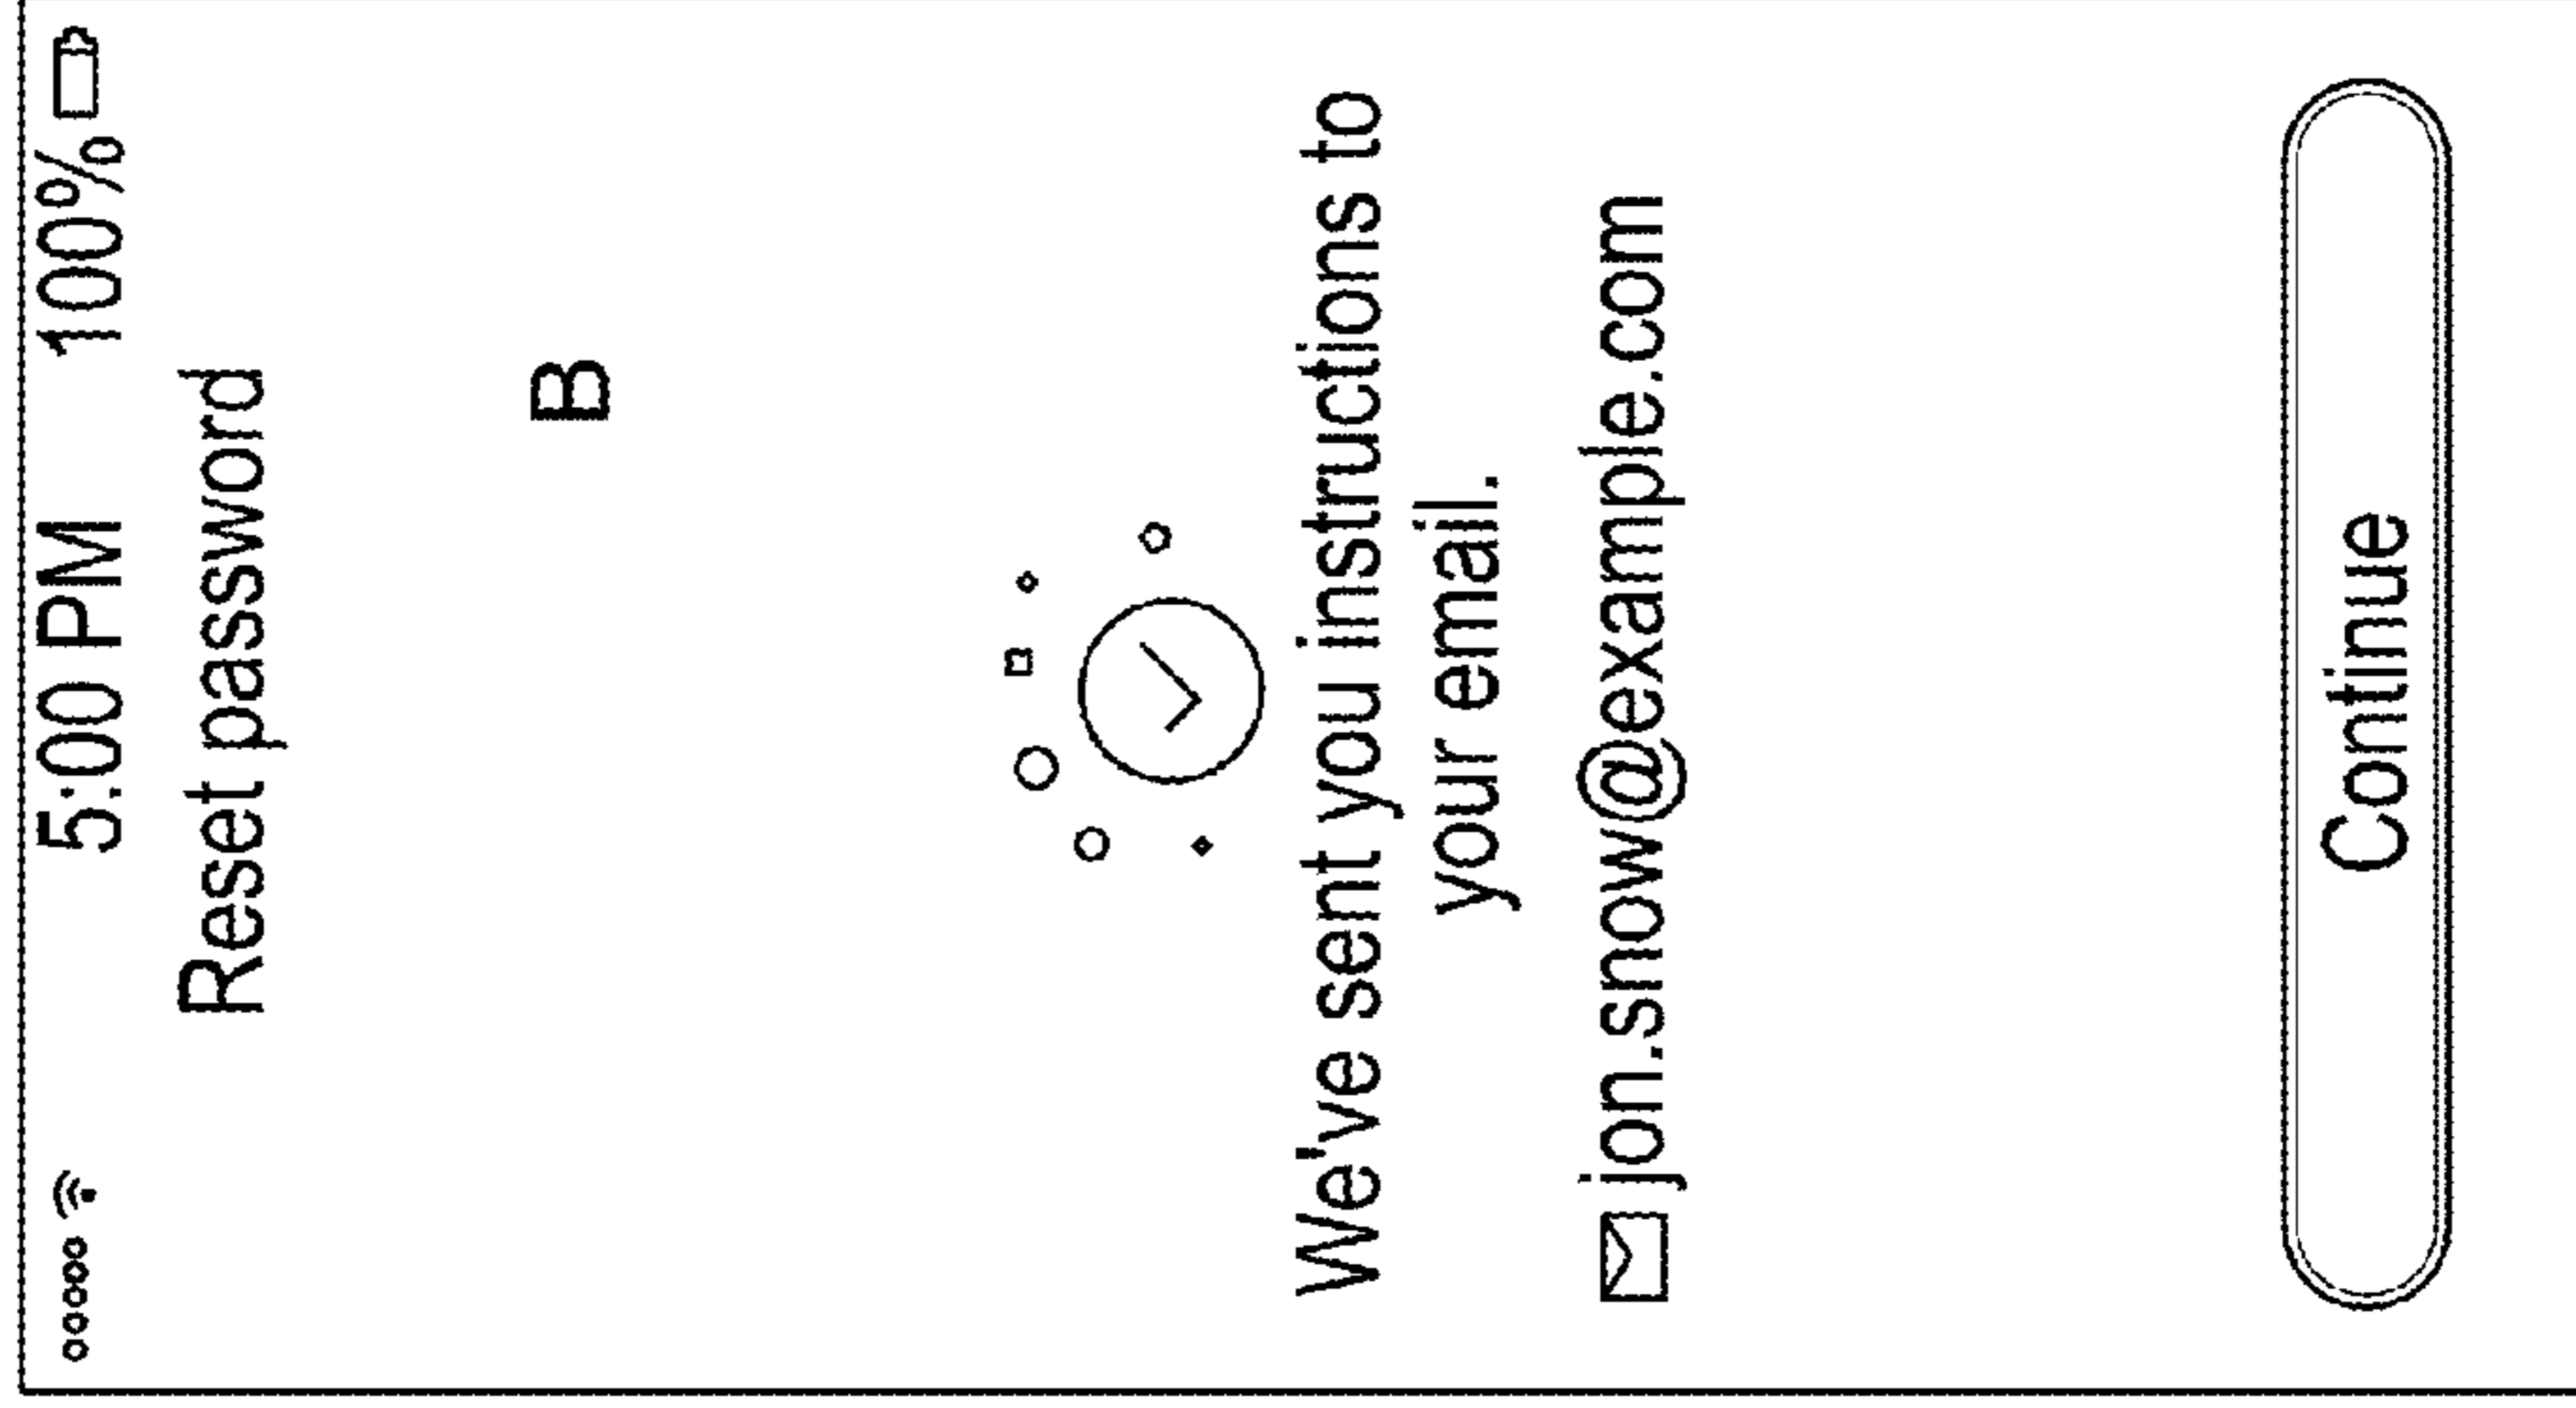 5:00 PM 100%
Reset password
B
We've sent you instructions to
your email.
jon.snow@example.com
Continue